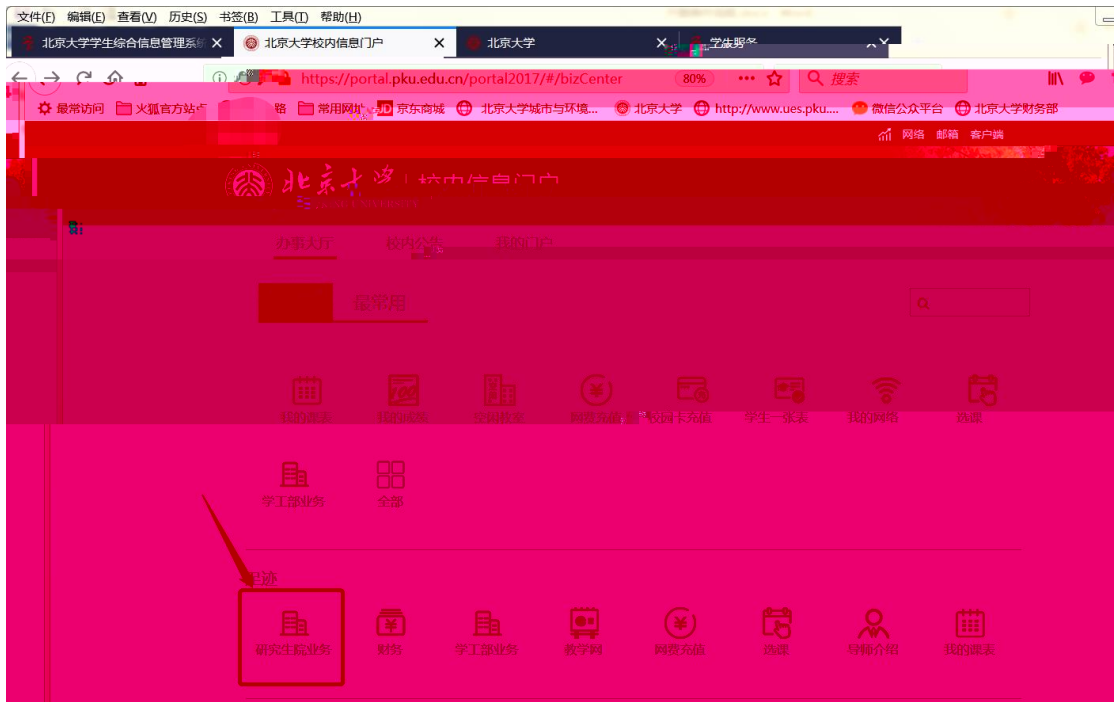 文件(F) 编辑(E) 查看(V) 历史(S) 书签(B) 工具(T) 帮助(H)
北京大学学生综合信息管理系统 北京大学校内信息门户 北京大学
https://portal.pku.edu.cn/portal2017/#/bizCenter 80% 搜索
最常访问 火狐官方站点 常用网址 JD 京东商城 北京大学城市与环境... 北京大学 http://www.ues.pku.... 微信公众平台 北京大学财务部
网络 邮箱 客户端
北京大学 校内信息门户
PEKING UNIVERSITY
办事大厅 校内公告 我的门户
最常用
我的课表 我的成绩 空闲教室 网费充值 校园卡充值 学生一张表 我的网络 选课
学工部业务 全部
足迹
研究生院业务 财务 学工部业务 教学网 网费充值 选课 导师介绍 我的课表